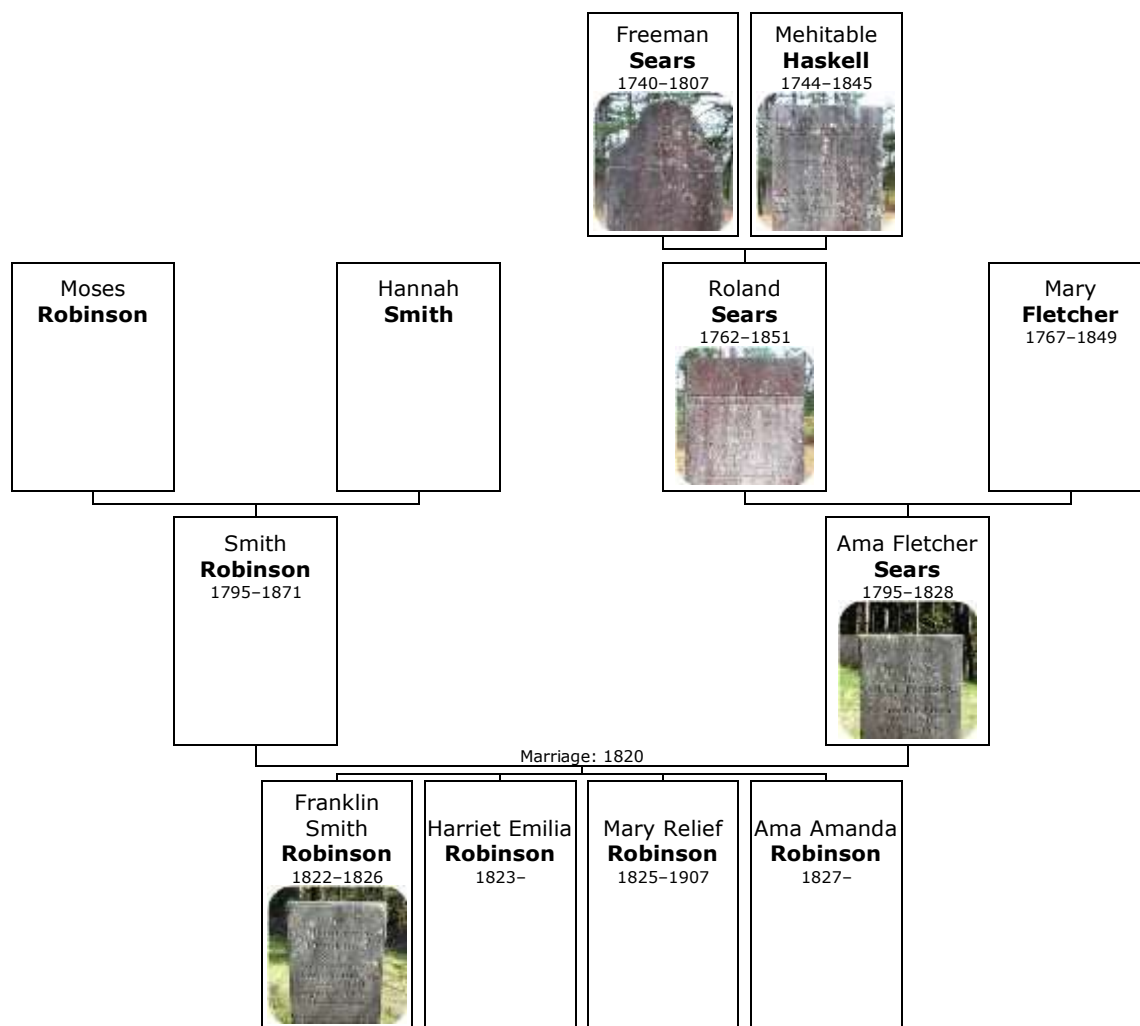 Freeman
Sears
1740–1807
Mehitable
Haskell
1744–1845
Moses
Robinson
Hannah
Smith
Roland
Sears
1762–1851
Mary
Fletcher
1767–1849
Smith
Robinson
1795–1871
Ama Fletcher
Sears
1795–1828
Marriage: 1820
Franklin
Smith
Robinson
1822–1826
Harriet Emilia
Robinson
1823–
Mary Relief
Robinson
1825–1907
Ama Amanda
Robinson
1827–